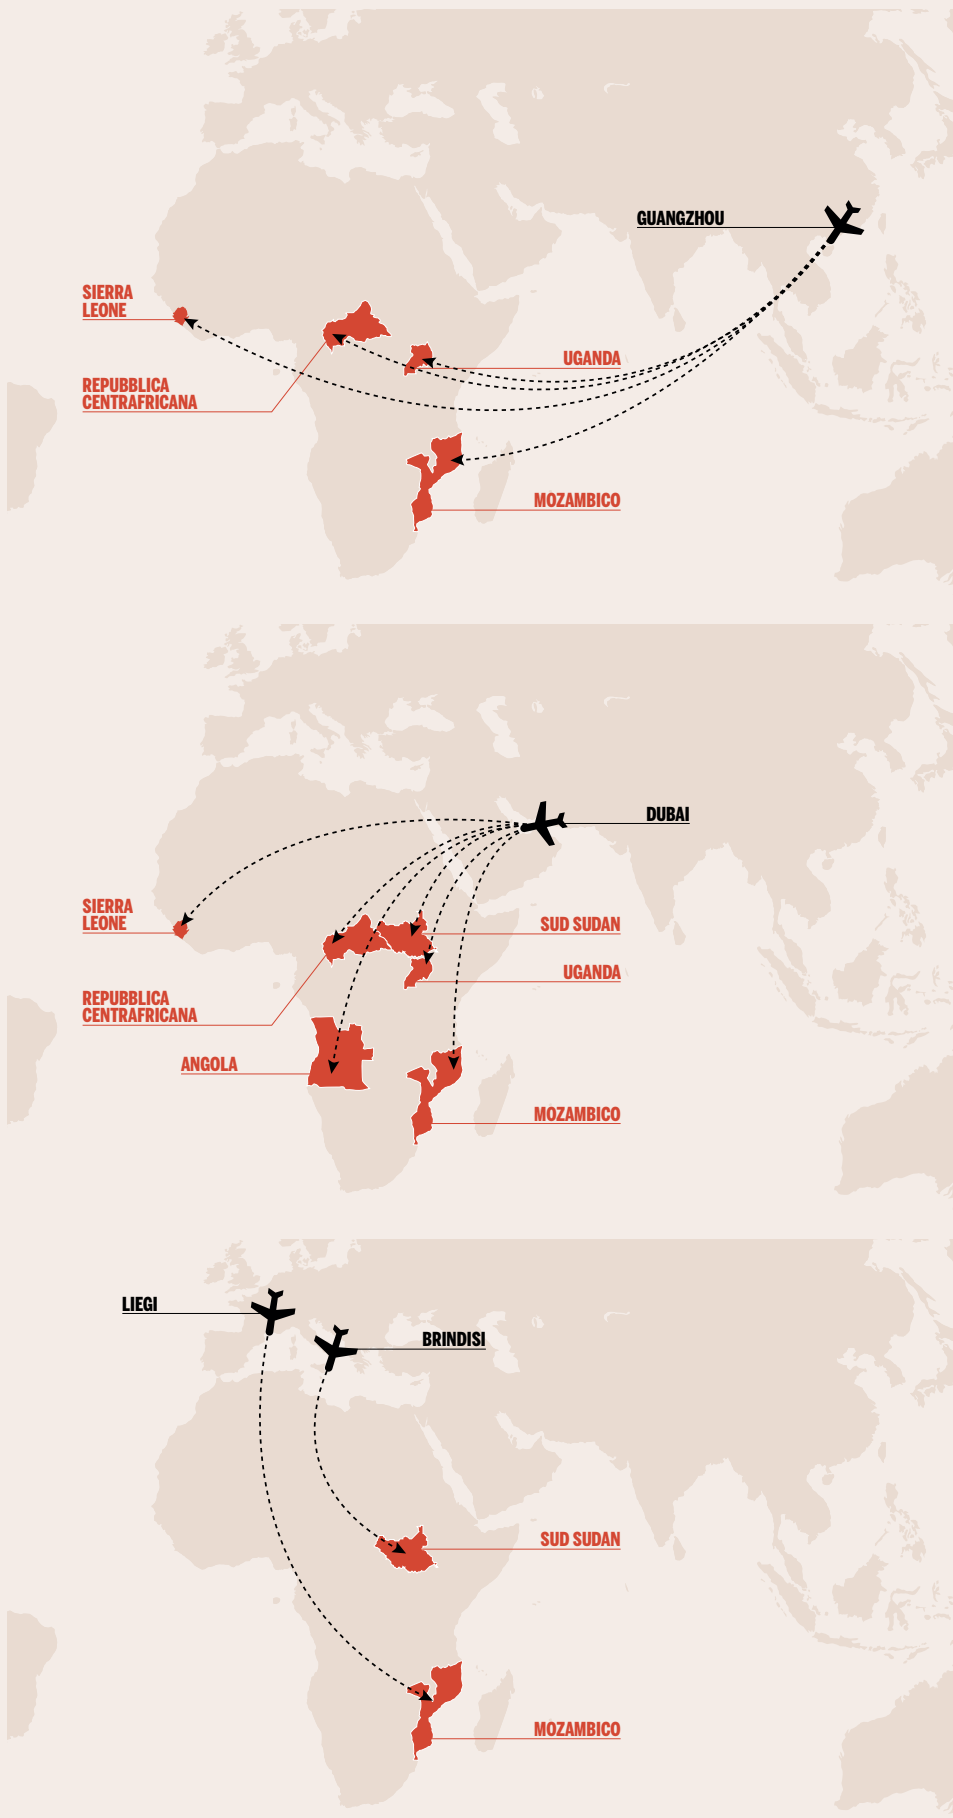 GUANGZHOU
SIERRA
LEONE
UGANDA
REPUBBLICA
CENTRAFRICANA
MOZAMBICO
DUBAI
SIERRA
LEONE
SUD SUDAN
UGANDA
REPUBBLICA
CENTRAFRICANA
ANGOLA
MOZAMBICO
LIEGI
BRINDISI
SUD SUDAN
MOZAMBICO